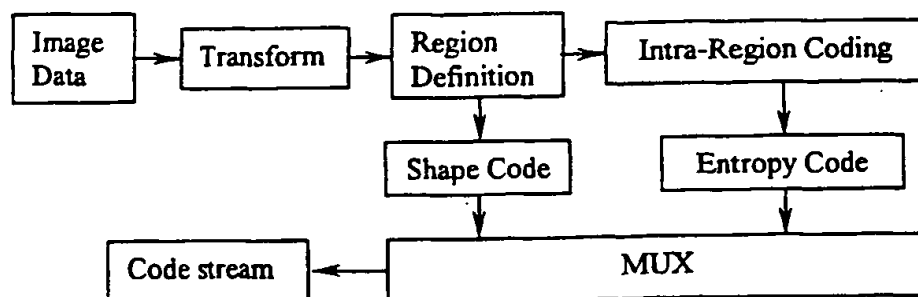 Image
Data
Transform
Region
Definition
Intra-Region Coding
Shape Code
Entropy Code
Code stream
MUX